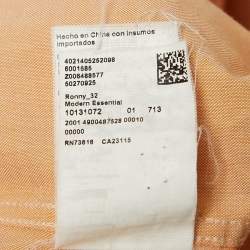 Hecho en China con insumos
importados
4021405252098
6001585
Z006488577
50270925
Ronny_32
Modern Essential
10131072 01 713
2001 4900487528 00010
00000
RN73616 CA23115